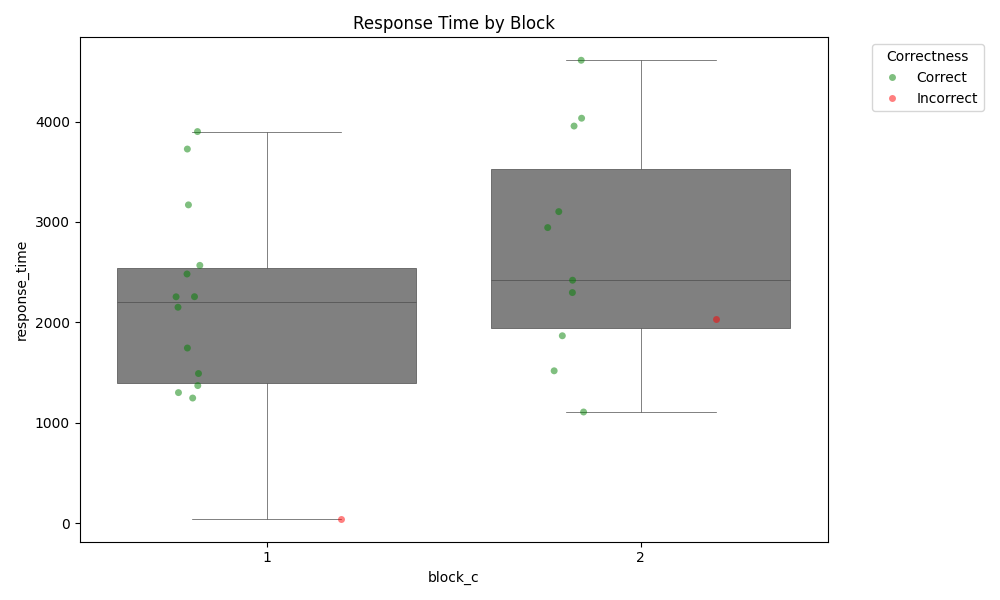 Response Time by Block
Correctness
Correct
Incorrect
response_time
4000
3000
2000
1000
0
1
2
block_c